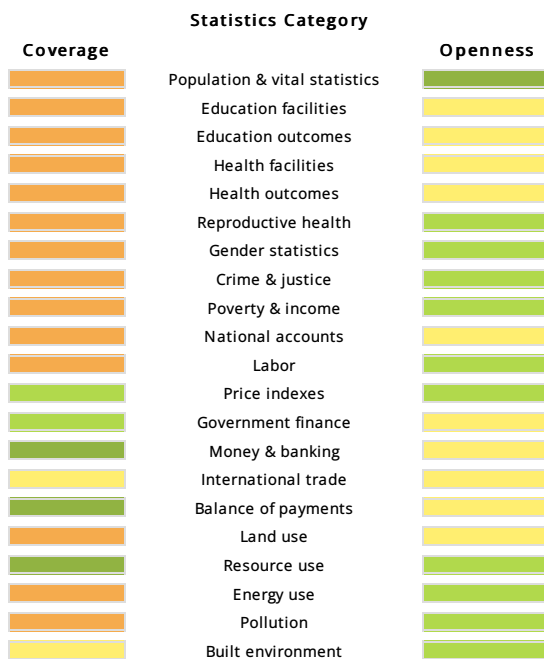 Statistics Category
Coverage Openness
Population & vital statistics
Education facilities
Education outcomes
Health facilities
Health outcomes
Reproductive health
Gender statistics
Crime & justice
Poverty & income
National accounts
Labor
Price indexes
Government finance
Money & banking
International trade
Balance of payments
Land use
Resource use
Energy use
Pollution
Built environment